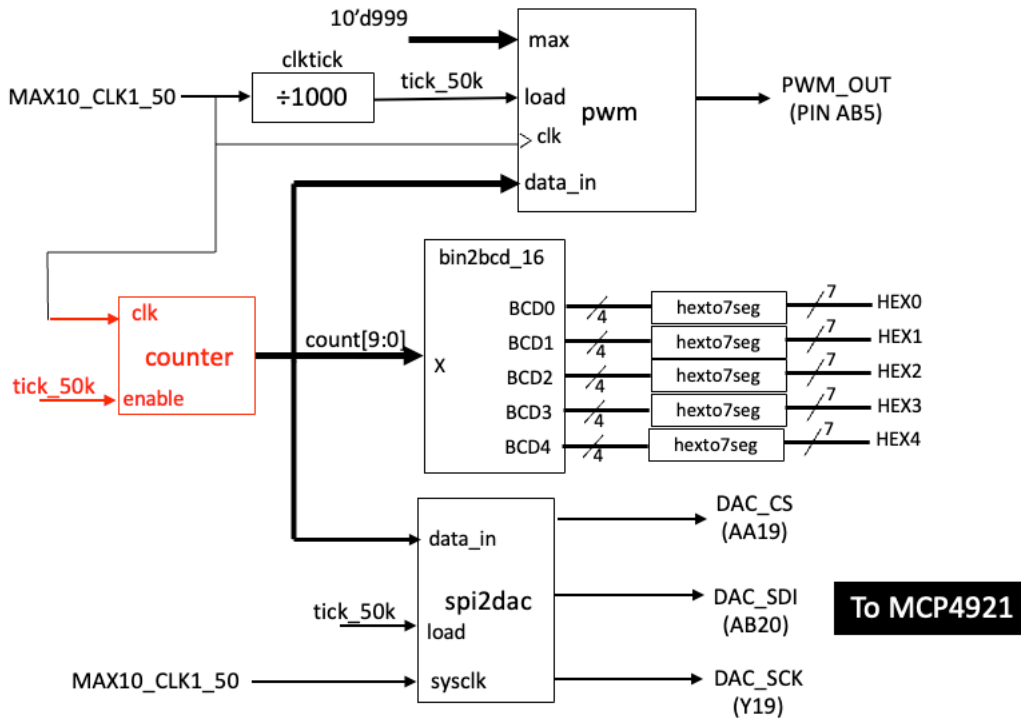 10'd999
max
clktick
tick_50k
MAX10_CLK1_50
÷1000
load
pwm
PWM_OUT
(PIN AB5)
clk
data_in
bin2bcd_16
clk
counter
tick_50k
enable
count[9:0]
X
BCD0
4
hexto7seg
7
HEX0
BCD1
4
hexto7seg
7
HEX1
BCD2
4
hexto7seg
7
HEX2
BCD3
4
hexto7seg
7
HEX3
BCD4
4
hexto7seg
7
HEX4
data_in
spi2dac
tick_50k
load
MAX10_CLK1_50
sysclk
DAC_CS
(AA19)
DAC_SDI
(AB20)
To MCP4921
DAC_SCK
(Y19)